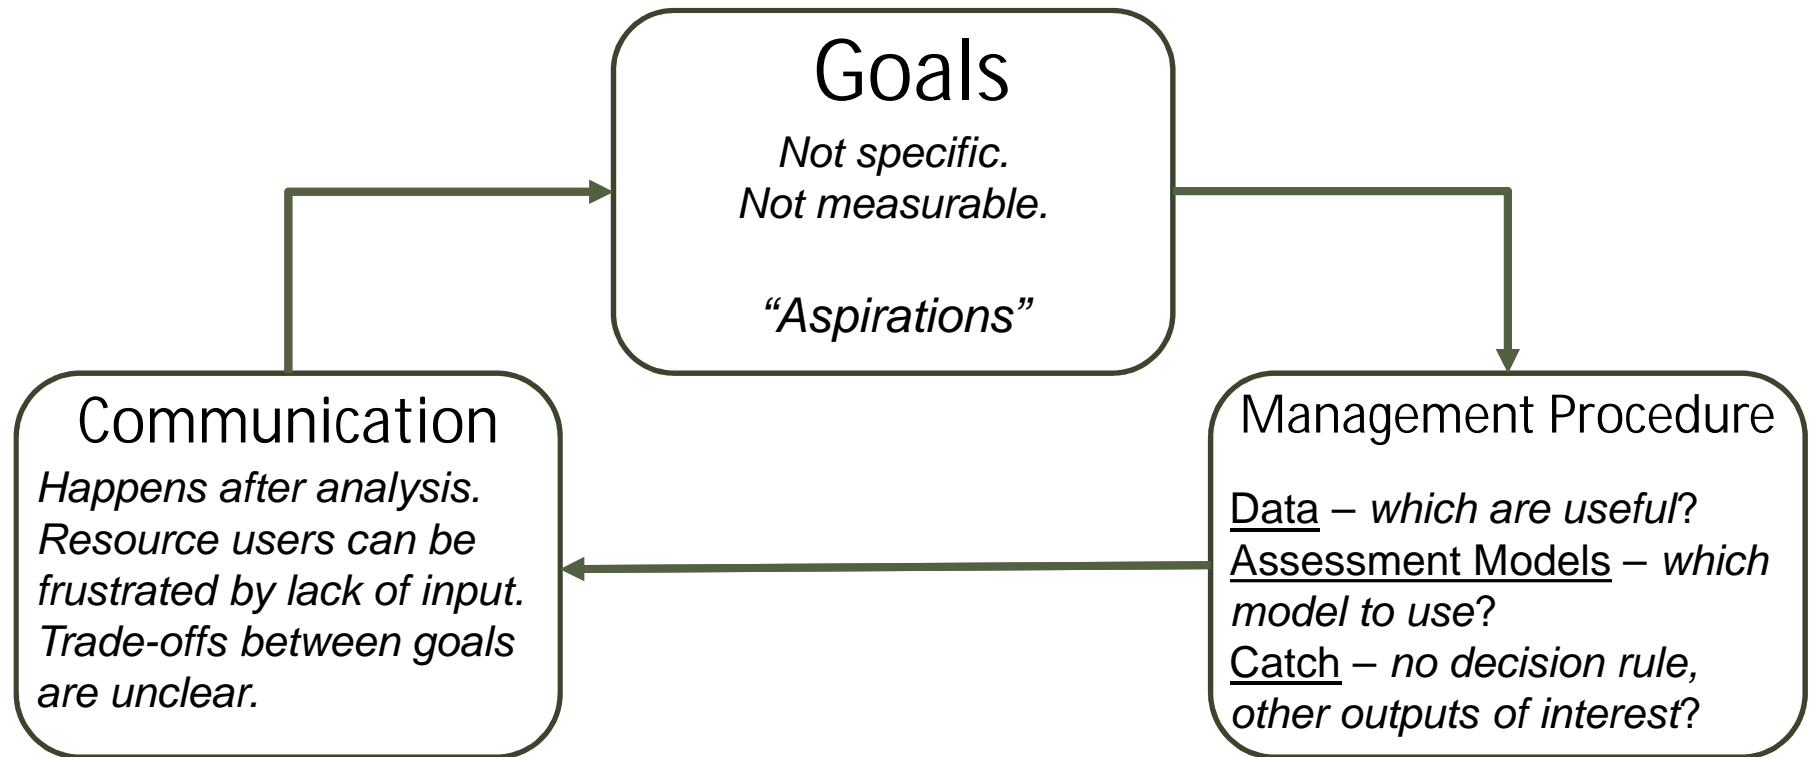 Goals
Not specific.
Not measurable.
“Aspirations”
Communication
Happens after analysis.
Resource users can be
frustrated by lack of input.
Trade-offs between goals
are unclear.
Management Procedure
Data – which are useful?
Assessment Models – which
model to use?
Catch – no decision rule,
other outputs of interest?